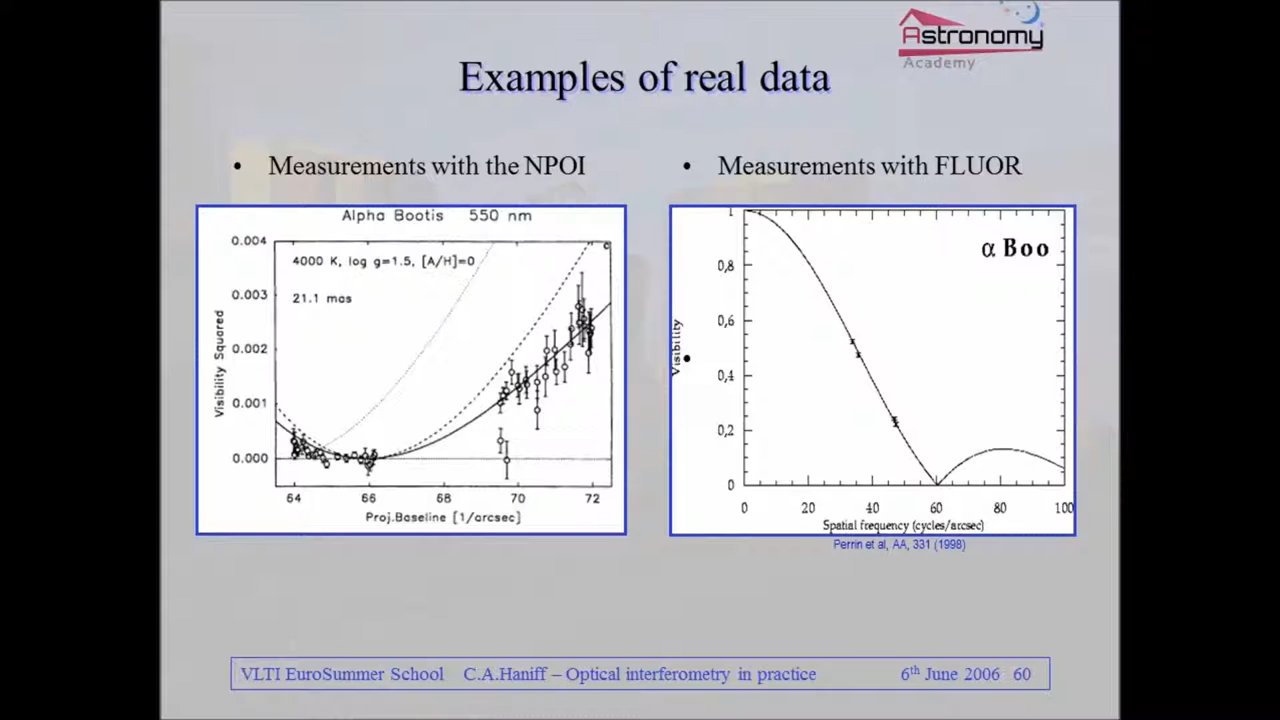 Astronomy
Academy
Examples of real data
• Measurements with the NPOI
• Measurements with FLUOR
Alpha Bootis 550 nm
4000 K, log g=1.5, [A/H]=0
21.1 mas
Visibility Squared
0.004
0.003
0.002
0.001
0.000
64 66 68 70 72
Proj.Baseline [1/arcsec]
α Boo
Visibility
1
0,8
0,6
0,4
0,2
0
0 20 40 60 80 100
Spatial frequency (cycles/arcsec)
•
Perrin et al, AA, 331 (1998)
VLTI EuroSummer School C.A.Haniff – Optical interferometry in practice 6th June 2006 60